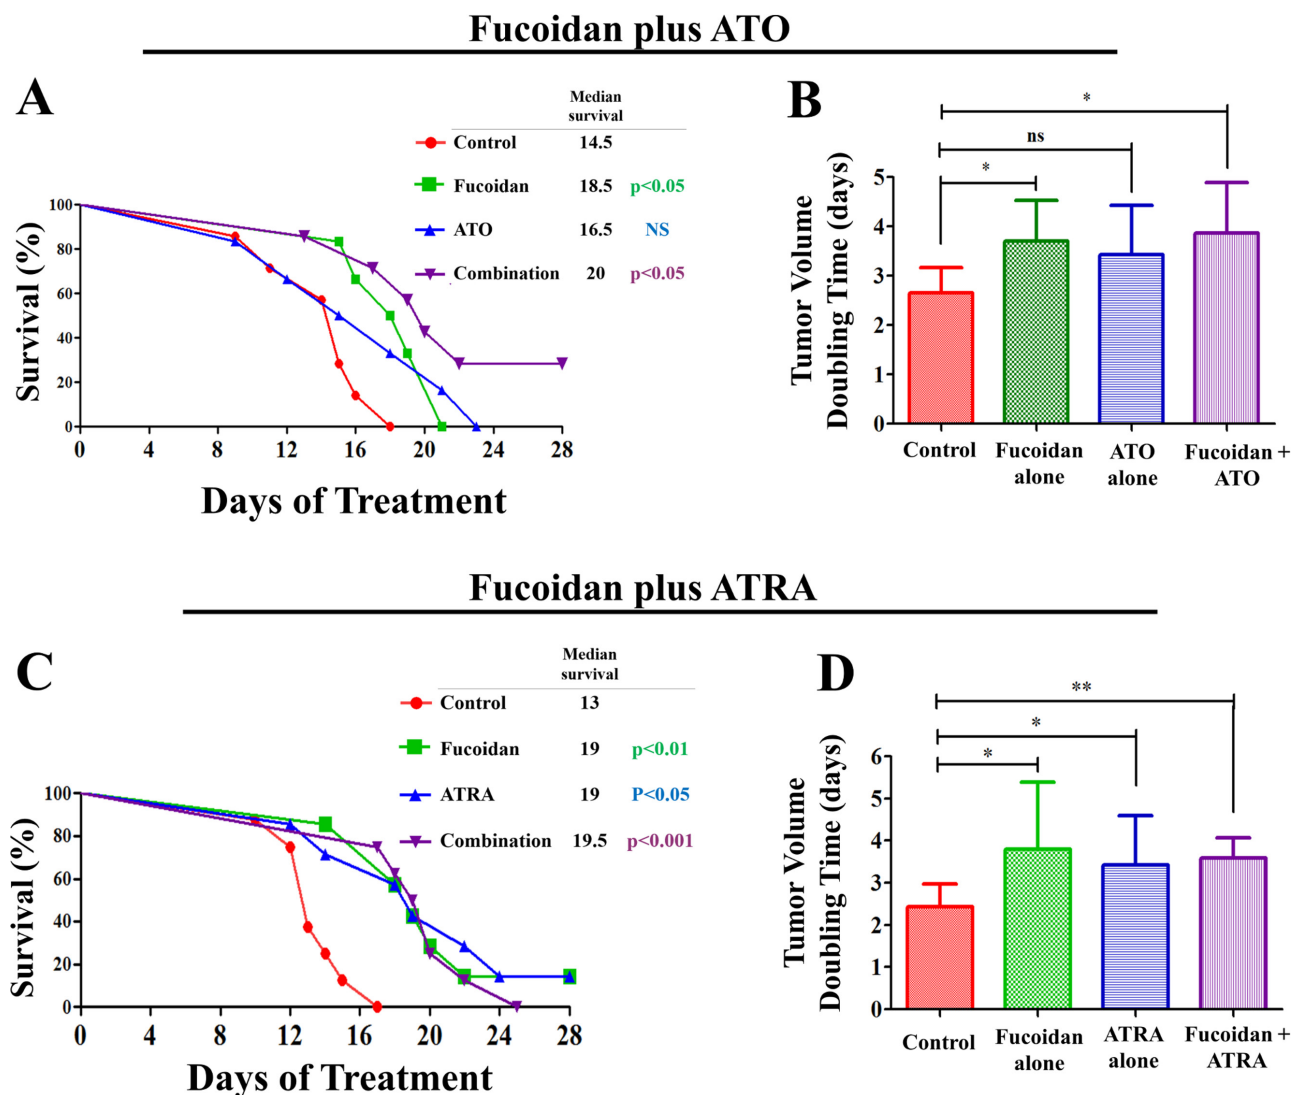 Fucoidan plus ATO
A
Median
survival
Control 14.5
Fucoidan 18.5 p<0.05
ATO 16.5 NS
Combination 20 p<0.05
Survival (%)
100
80
60
40
20
0
0 4 8 12 16 20 24 28
Days of Treatment
B
*
ns
*
Tumor Volume
Doubling Time (days)
5
4
3
2
1
0
Control
Fucoidan
alone
ATO
alone
Fucoidan +
ATO
Fucoidan plus ATRA
C
Median
survival
Control 13
Fucoidan 19 p<0.01
ATRA 19 P<0.05
Combination 19.5 p<0.001
Survival (%)
100
80
60
40
20
0
0 4 8 12 16 20 24 28
Days of Treatment
D
**
*
*
Tumor Volume
Doubling Time (days)
6
5
4
3
2
1
0
Control
Fucoidan
alone
ATRA
alone
Fucoidan +
ATRA